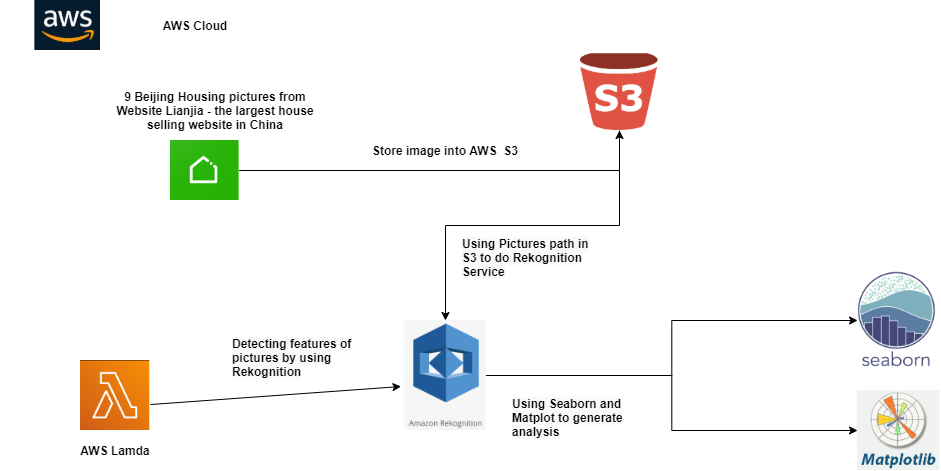 aws
AWS Cloud
9 Beijing Housing pictures from
Website Lianjia - the largest house
selling website in China
S3
Store image into AWS  S3
Using Pictures path in
S3 to do Rekognition
Service
Detecting features of
pictures by using
Rekognition
AWS Lamda
Amazon Rekognition
Using Seaborn and
Matplot to generate
analysis
seaborn
Matplotlib